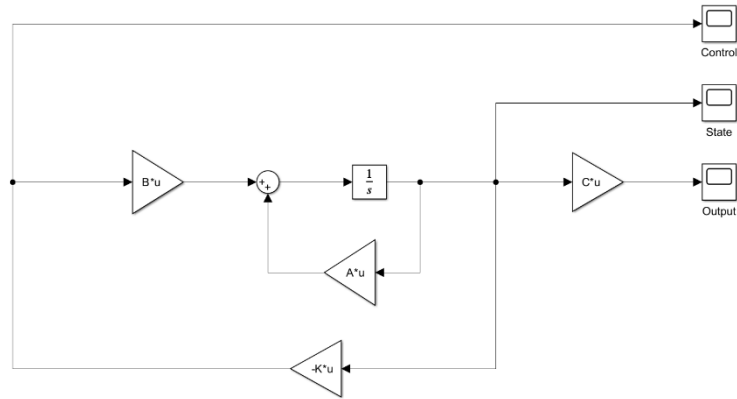 Control
State
B*u
++
1
s
C*u
Output
A*u
-K*u